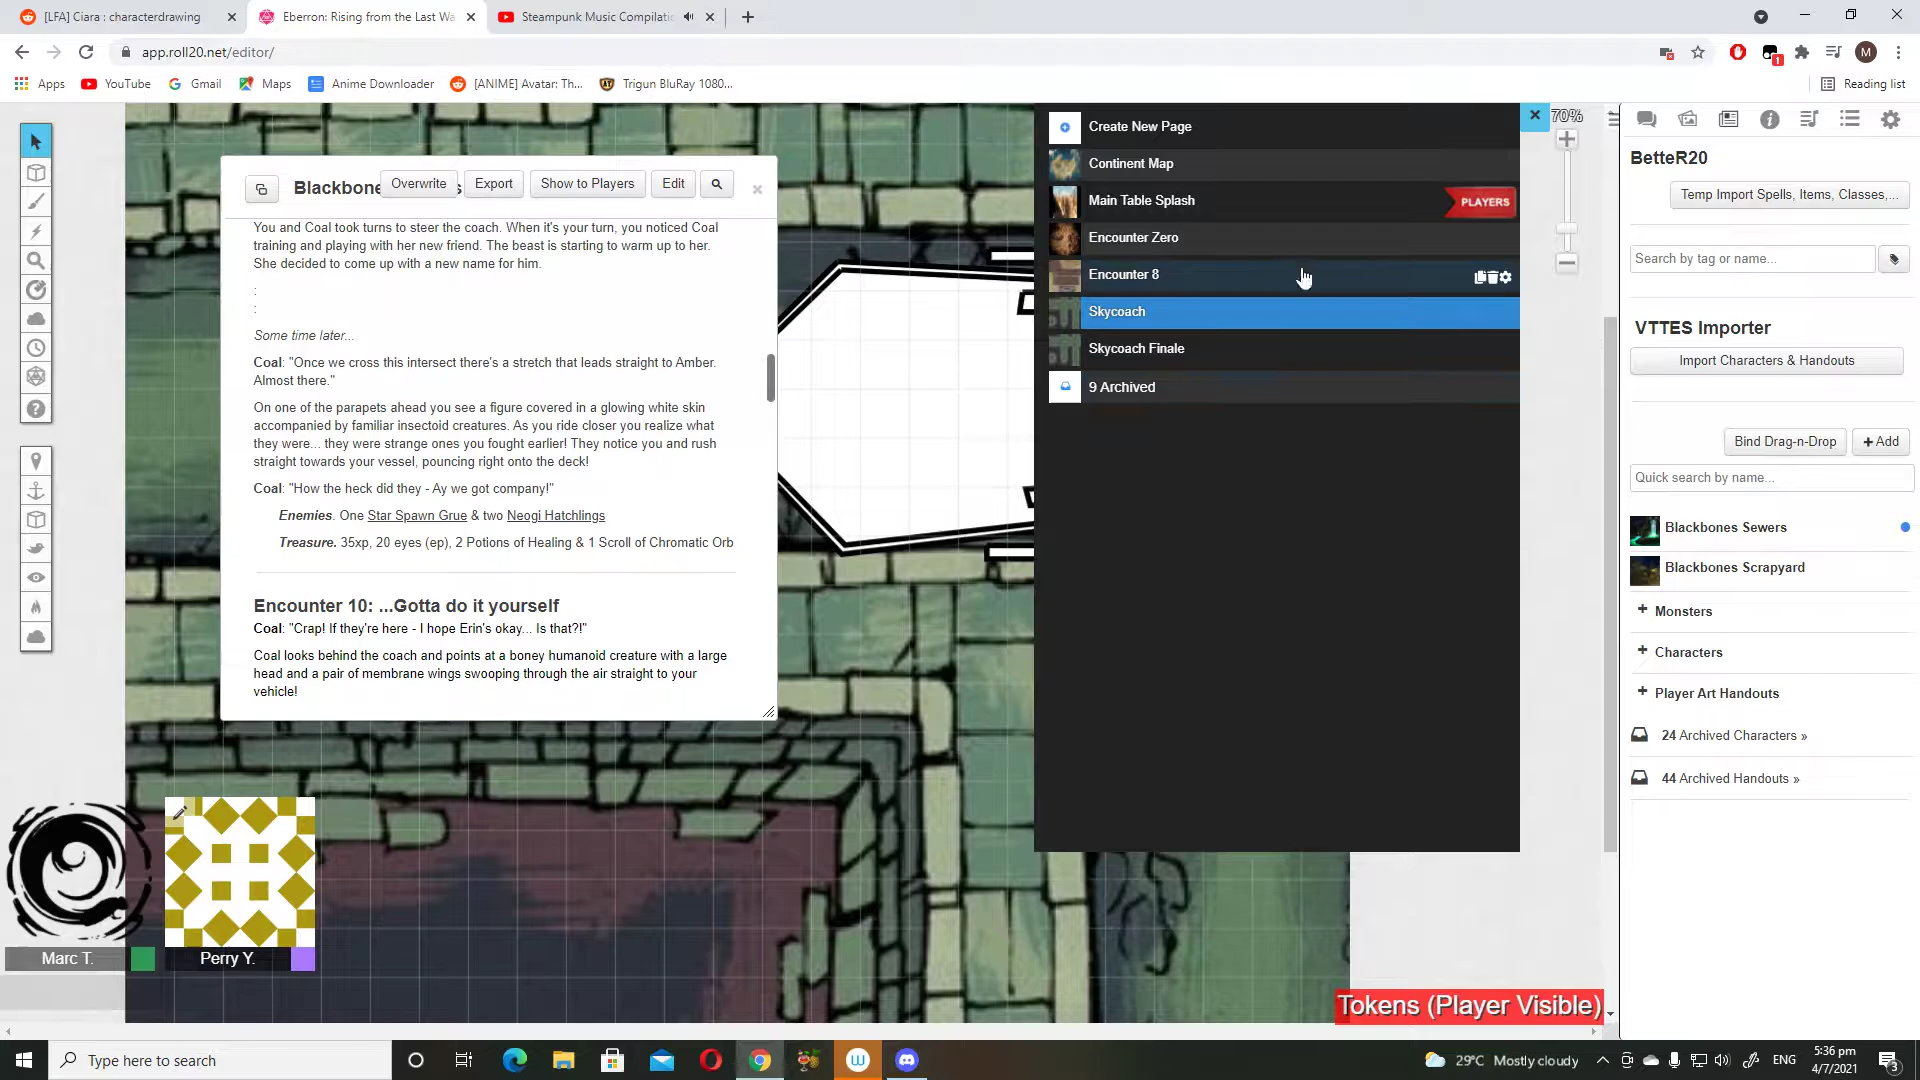 [LFA] Ciara : characterdrawing
Eberron: Rising from the Last Wa
Steampunk Music Compilatio
app.roll20.net/editor/
M
1
Apps
YouTube
Gmail
Maps
Anime Downloader
[ANIME] Avatar: Th...
Trigun BluRay 1080...
Reading list
Blackbone
s
Overwrite
Export
Show to Players
Edit
You and Coal took turns to steer the coach. When it's your turn, you noticed Coal
training and playing with her new friend. The beast is starting to warm up to her.
She decided to come up with a new name for him.
:
:
Some time later...
Coal: "Once we cross this intersect there's a stretch that leads straight to Amber.
Almost there."
On one of the parapets ahead you see a figure covered in a glowing white skin
accompanied by familiar insectoid creatures. As you ride closer you realize what
they were... they were strange ones you fought earlier! They notice you and rush
straight towards your vessel, pouncing right onto the deck!
Coal: "How the heck did they - Ay we got company!"
Enemies. One Star Spawn Grue & two Neogi Hatchlings
Treasure. 35xp, 20 eyes (ep), 2 Potions of Healing & 1 Scroll of Chromatic Orb
Encounter 10: ...Gotta do it yourself
Coal: "Crap! If they're here - I hope Erin's okay... Is that?!"
Coal looks behind the coach and points at a boney humanoid creature with a large
head and a pair of membrane wings swooping through the air straight to your
vehicle!
Create New Page
Continent Map
Main Table Splash
PLAYERS
Encounter Zero
Encounter 8
Skycoach
Skycoach Finale
9 Archived
70%
BetteR20
Temp Import Spells, Items, Classes,...
Search by tag or name...
VTTES Importer
Import Characters & Handouts
Bind Drag-n-Drop
+ Add
Quick search by name...
Blackbones Sewers
Blackbones Scrapyard
+ Monsters
+ Characters
+ Player Art Handouts
24 Archived Characters »
44 Archived Handouts »
Marc T.
Perry Y.
Tokens (Player Visible)
Type here to search
29°C Mostly cloudy
ENG
5:36 pm
4/7/2021
3